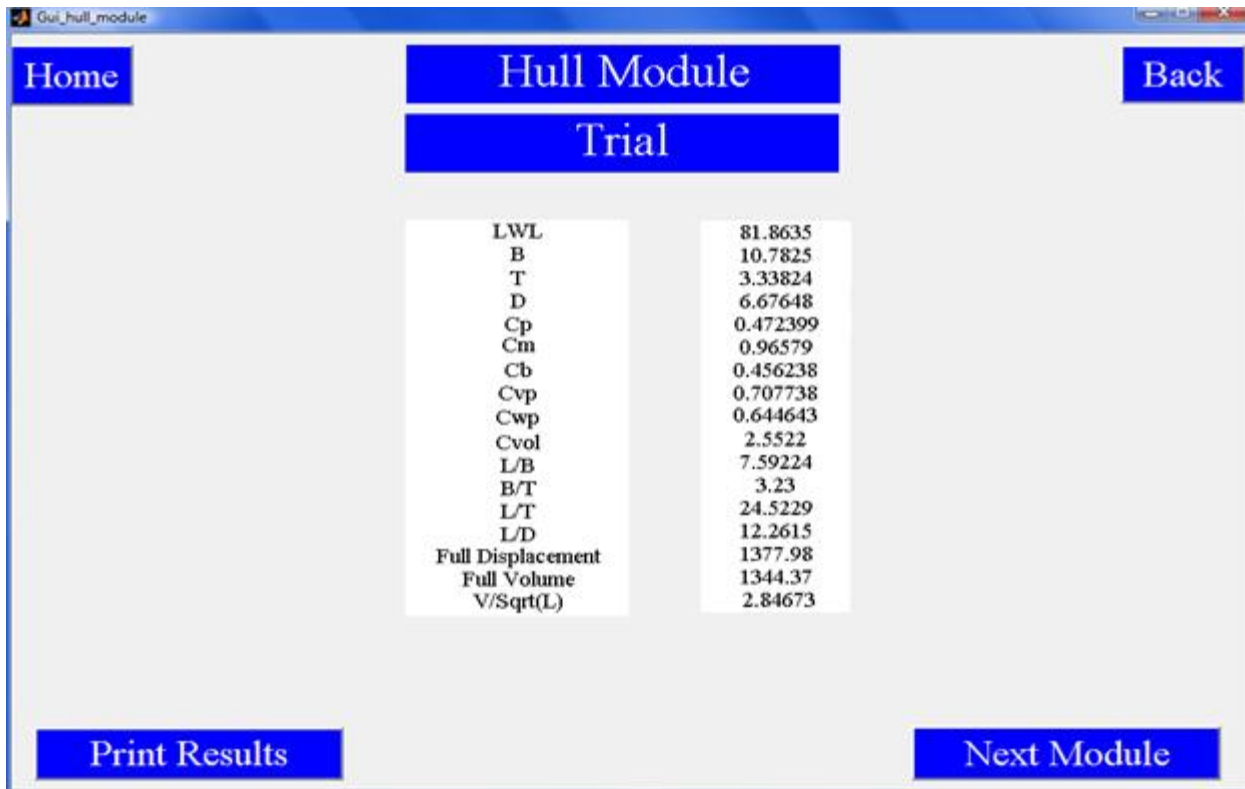 Gui_hull_module
Home
Hull Module
Back
Trial
LWL 81.8635
B 10.7825
T 3.33824
D 6.67648
Cp 0.472399
Cm 0.96579
Cb 0.456238
Cvp 0.707738
Cwp 0.644643
Cvol 2.5522
L/B 7.59224
B/T 3.23
L/T 24.5229
L/D 12.2615
Full Displacement 1377.98
Full Volume 1344.37
V/Sqrt(L) 2.84673
Print Results
Next Module